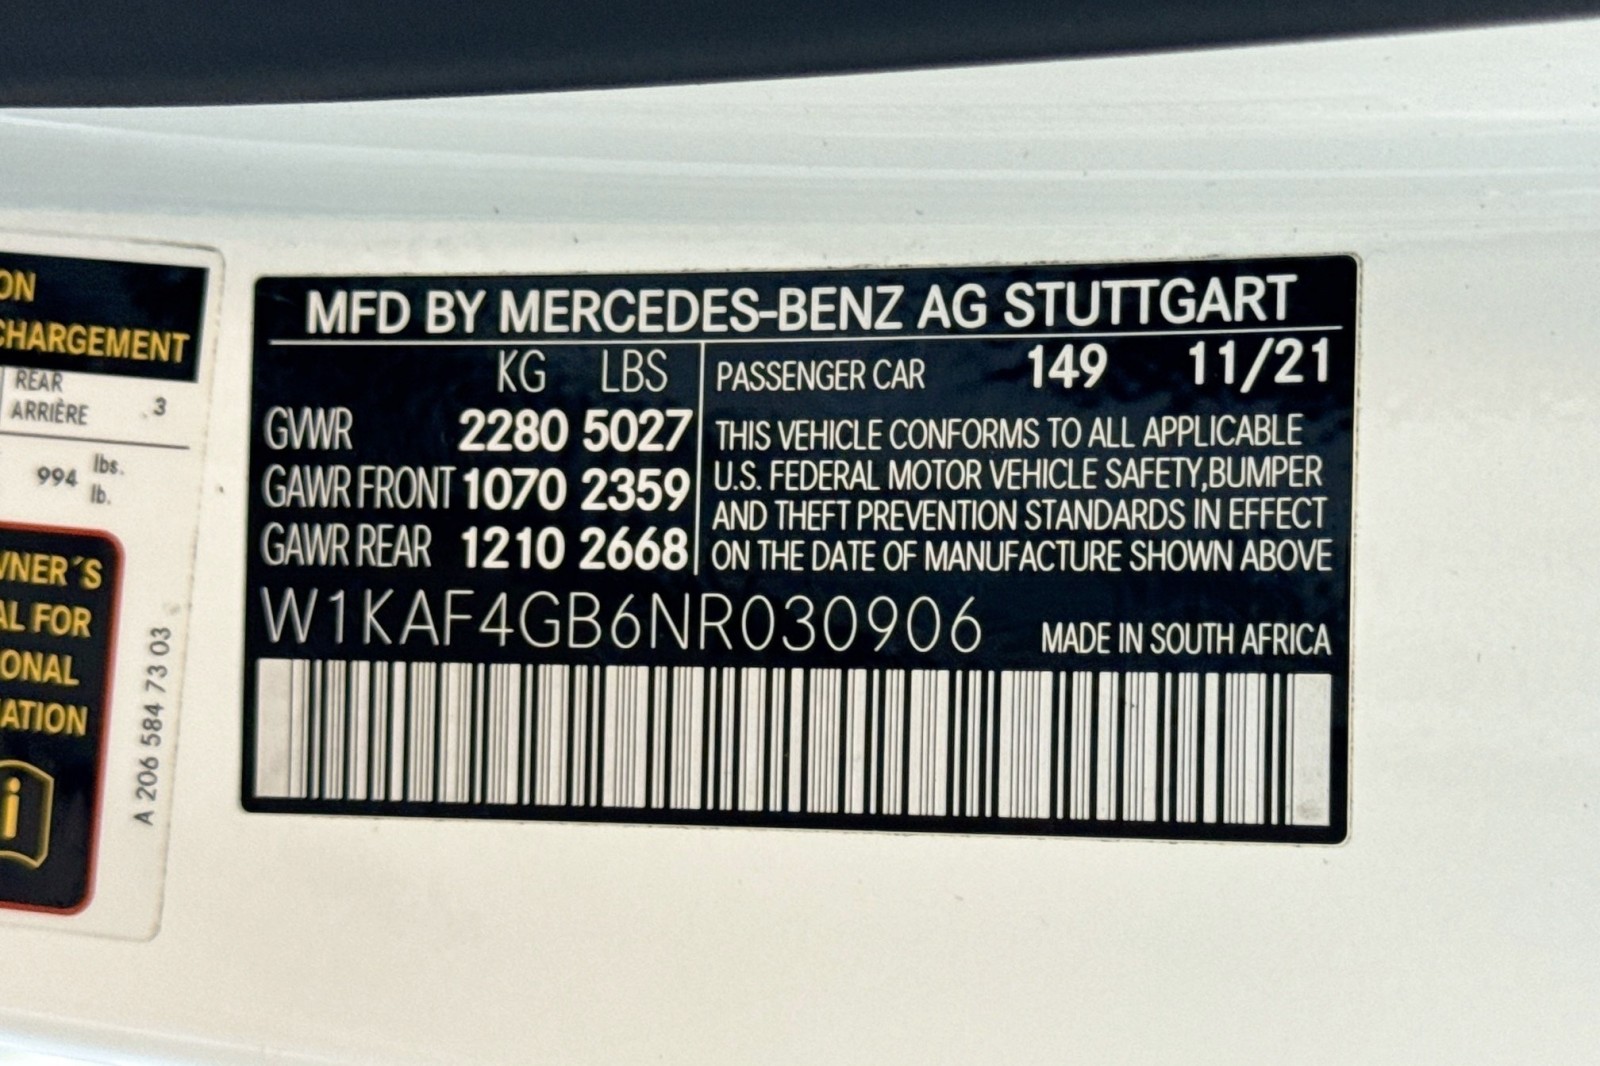 ON
CHARGEMENT
REAR
ARRIÈRE 3
994 lbs.
lb.
WNER´S
AL FOR
ONAL
ATION
i
A 206 584 73 03
MFD BY MERCEDES-BENZ AG STUTTGART
KG LBS
GVWR 2280 5027
GAWR FRONT 1070 2359
GAWR REAR 1210 2668
PASSENGER CAR 149 11/21
THIS VEHICLE CONFORMS TO ALL APPLICABLE
U.S. FEDERAL MOTOR VEHICLE SAFETY,BUMPER
AND THEFT PREVENTION STANDARDS IN EFFECT
ON THE DATE OF MANUFACTURE SHOWN ABOVE
W1KAF4GB6NR030906 MADE IN SOUTH AFRICA